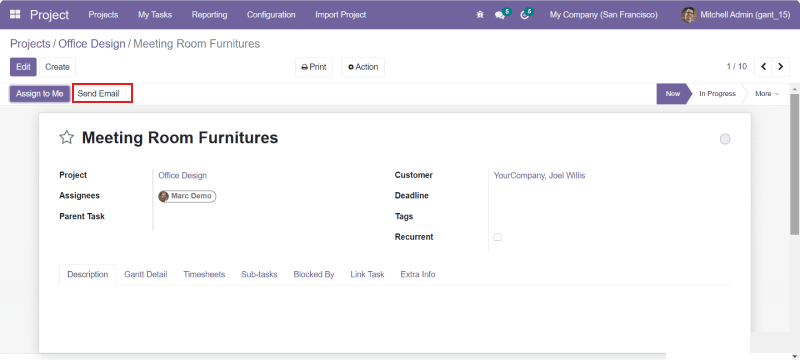 Project Projects My Tasks Reporting Configuration Import Project 5 5 My Company (San Francisco) Mitchell Admin (gant_15)
Projects / Office Design / Meeting Room Furnitures
Edit Create Print Action 1 / 10
Assign to Me Send Email New In Progress More
Meeting Room Furnitures
Project Office Design Customer YourCompany, Joel Willis
Assignees Marc Demo Deadline
Parent Task Tags
Recurrent
Description Gantt Detail Timesheets Sub-tasks Blocked By Link Task Extra Info